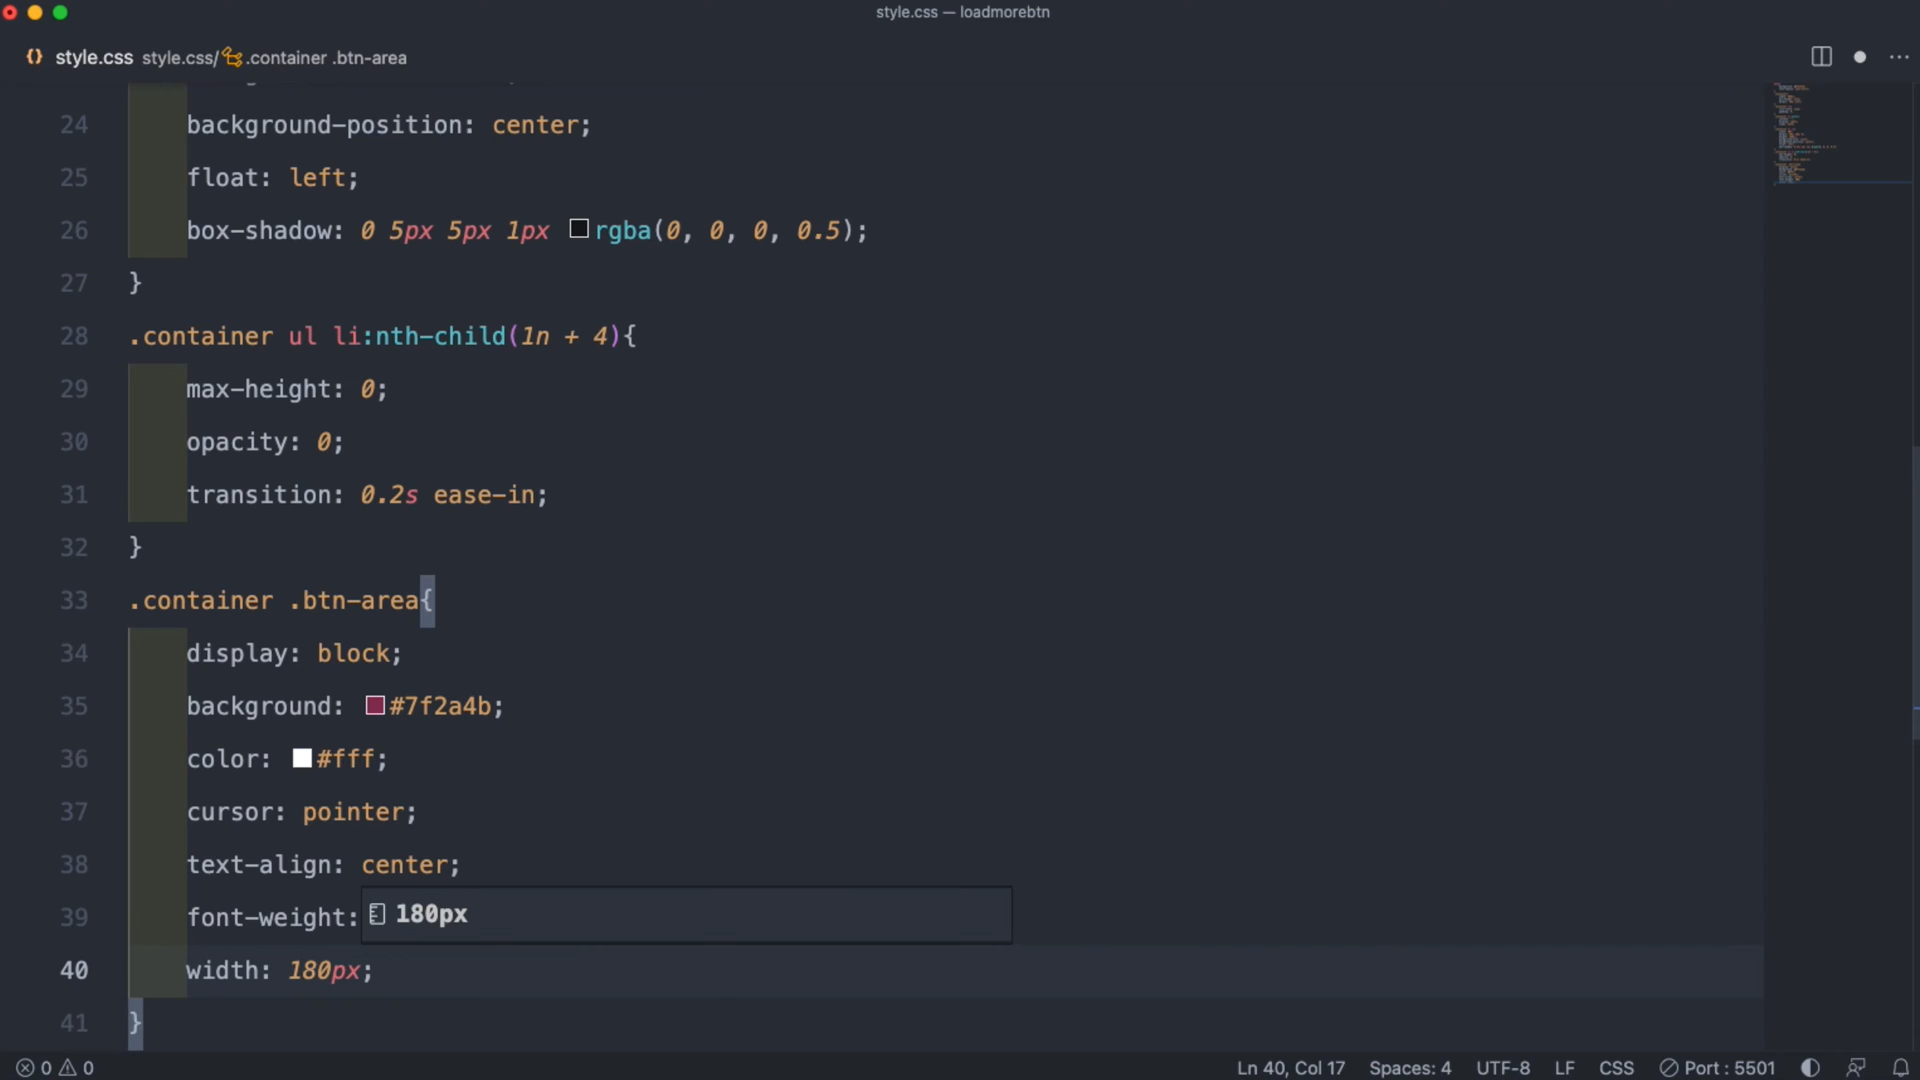 style.css — loadmorebtn
{} style.css style.css/ .container .btn-area
24 background-position: center;
25 float: left;
26 box-shadow: 0 5px 5px 1px rgba(0, 0, 0, 0.5);
27 }
28 .container ul li:nth-child(1n + 4){
29 max-height: 0;
30 opacity: 0;
31 transition: 0.2s ease-in;
32 }
33 .container .btn-area{
34 display: block;
35 background: #7f2a4b;
36 color: #fff;
37 cursor: pointer;
38 text-align: center;
39 font-weight: 180px
40 width: 180px;
41 }
0 0 Ln 40, Col 17 Spaces: 4 UTF-8 LF CSS Port : 5501